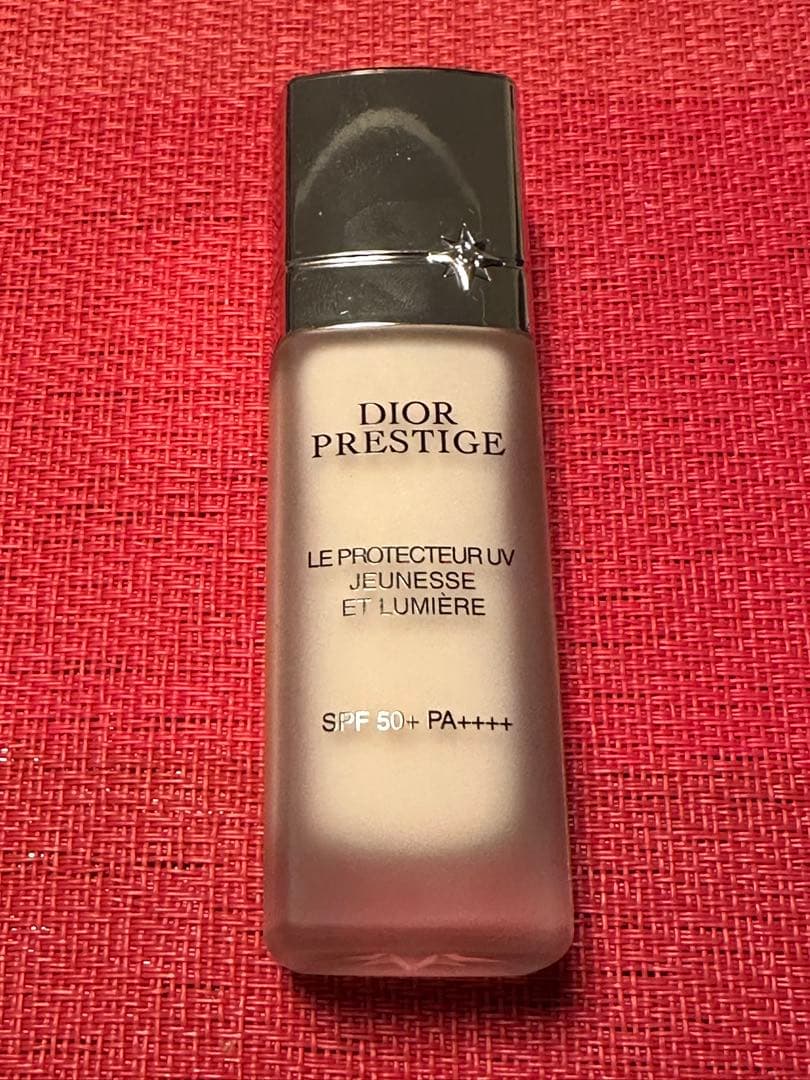 DIOR
PRESTIGE
LE PROTECTEUR UV
JEUNESSE
ET LUMIÈRE
SPF 50+ PA++++